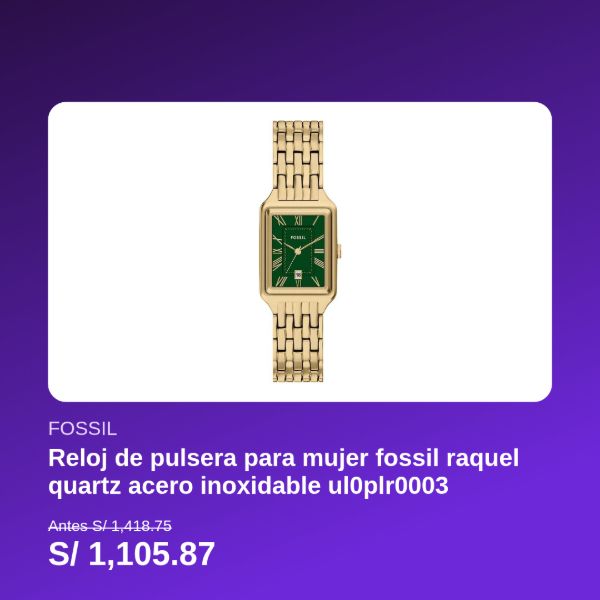 FOSSIL
FOSSIL
Reloj de pulsera para mujer fossil raquel
quartz acero inoxidable ul0plr0003
Antes S/ 1,418.75
S/ 1,105.87